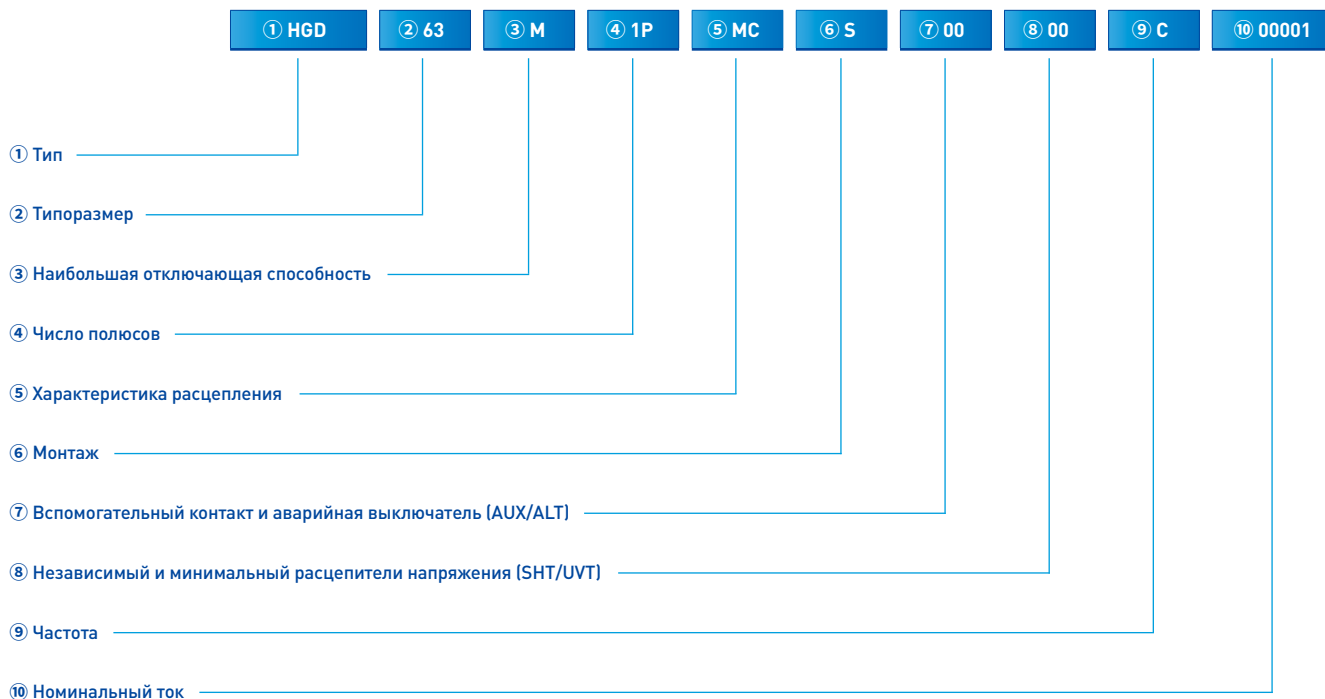 ① HGD ② 63 ③ M ④ 1P ⑤ MC ⑥ S ⑦ 00 ⑧ 00 ⑨ C ⑩ 00001
① Тип
② Типоразмер
③ Наибольшая отключающая способность
④ Число полюсов
⑤ Характеристика расцепления
⑥ Монтаж
⑦ Вспомогательный контакт и аварийная выключатель (AUX/ALT)
⑧ Независимый и минимальный расцепители напряжения (SHT/UVT)
⑨ Частота
⑩ Номинальный ток